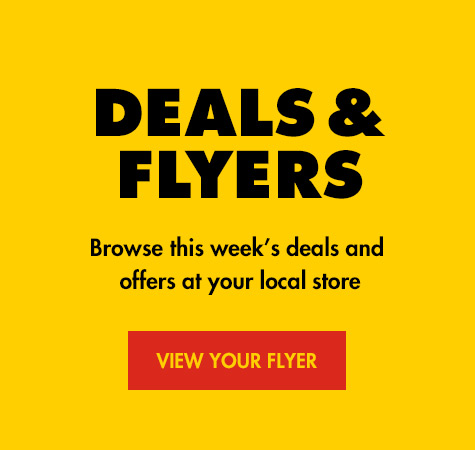 DEALS &
FLYERS
Browse this week's deals and
offers at your local store
VIEW YOUR FLYER